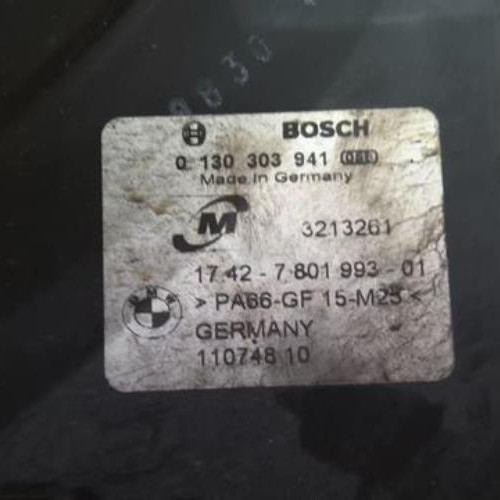 BOSCH
0 130 303 941
Made in Germany
M
3213261
17 42 - 7 801 993 - 01
BMW
> PA66-GF 15-M25 <
GERMANY
110748 10